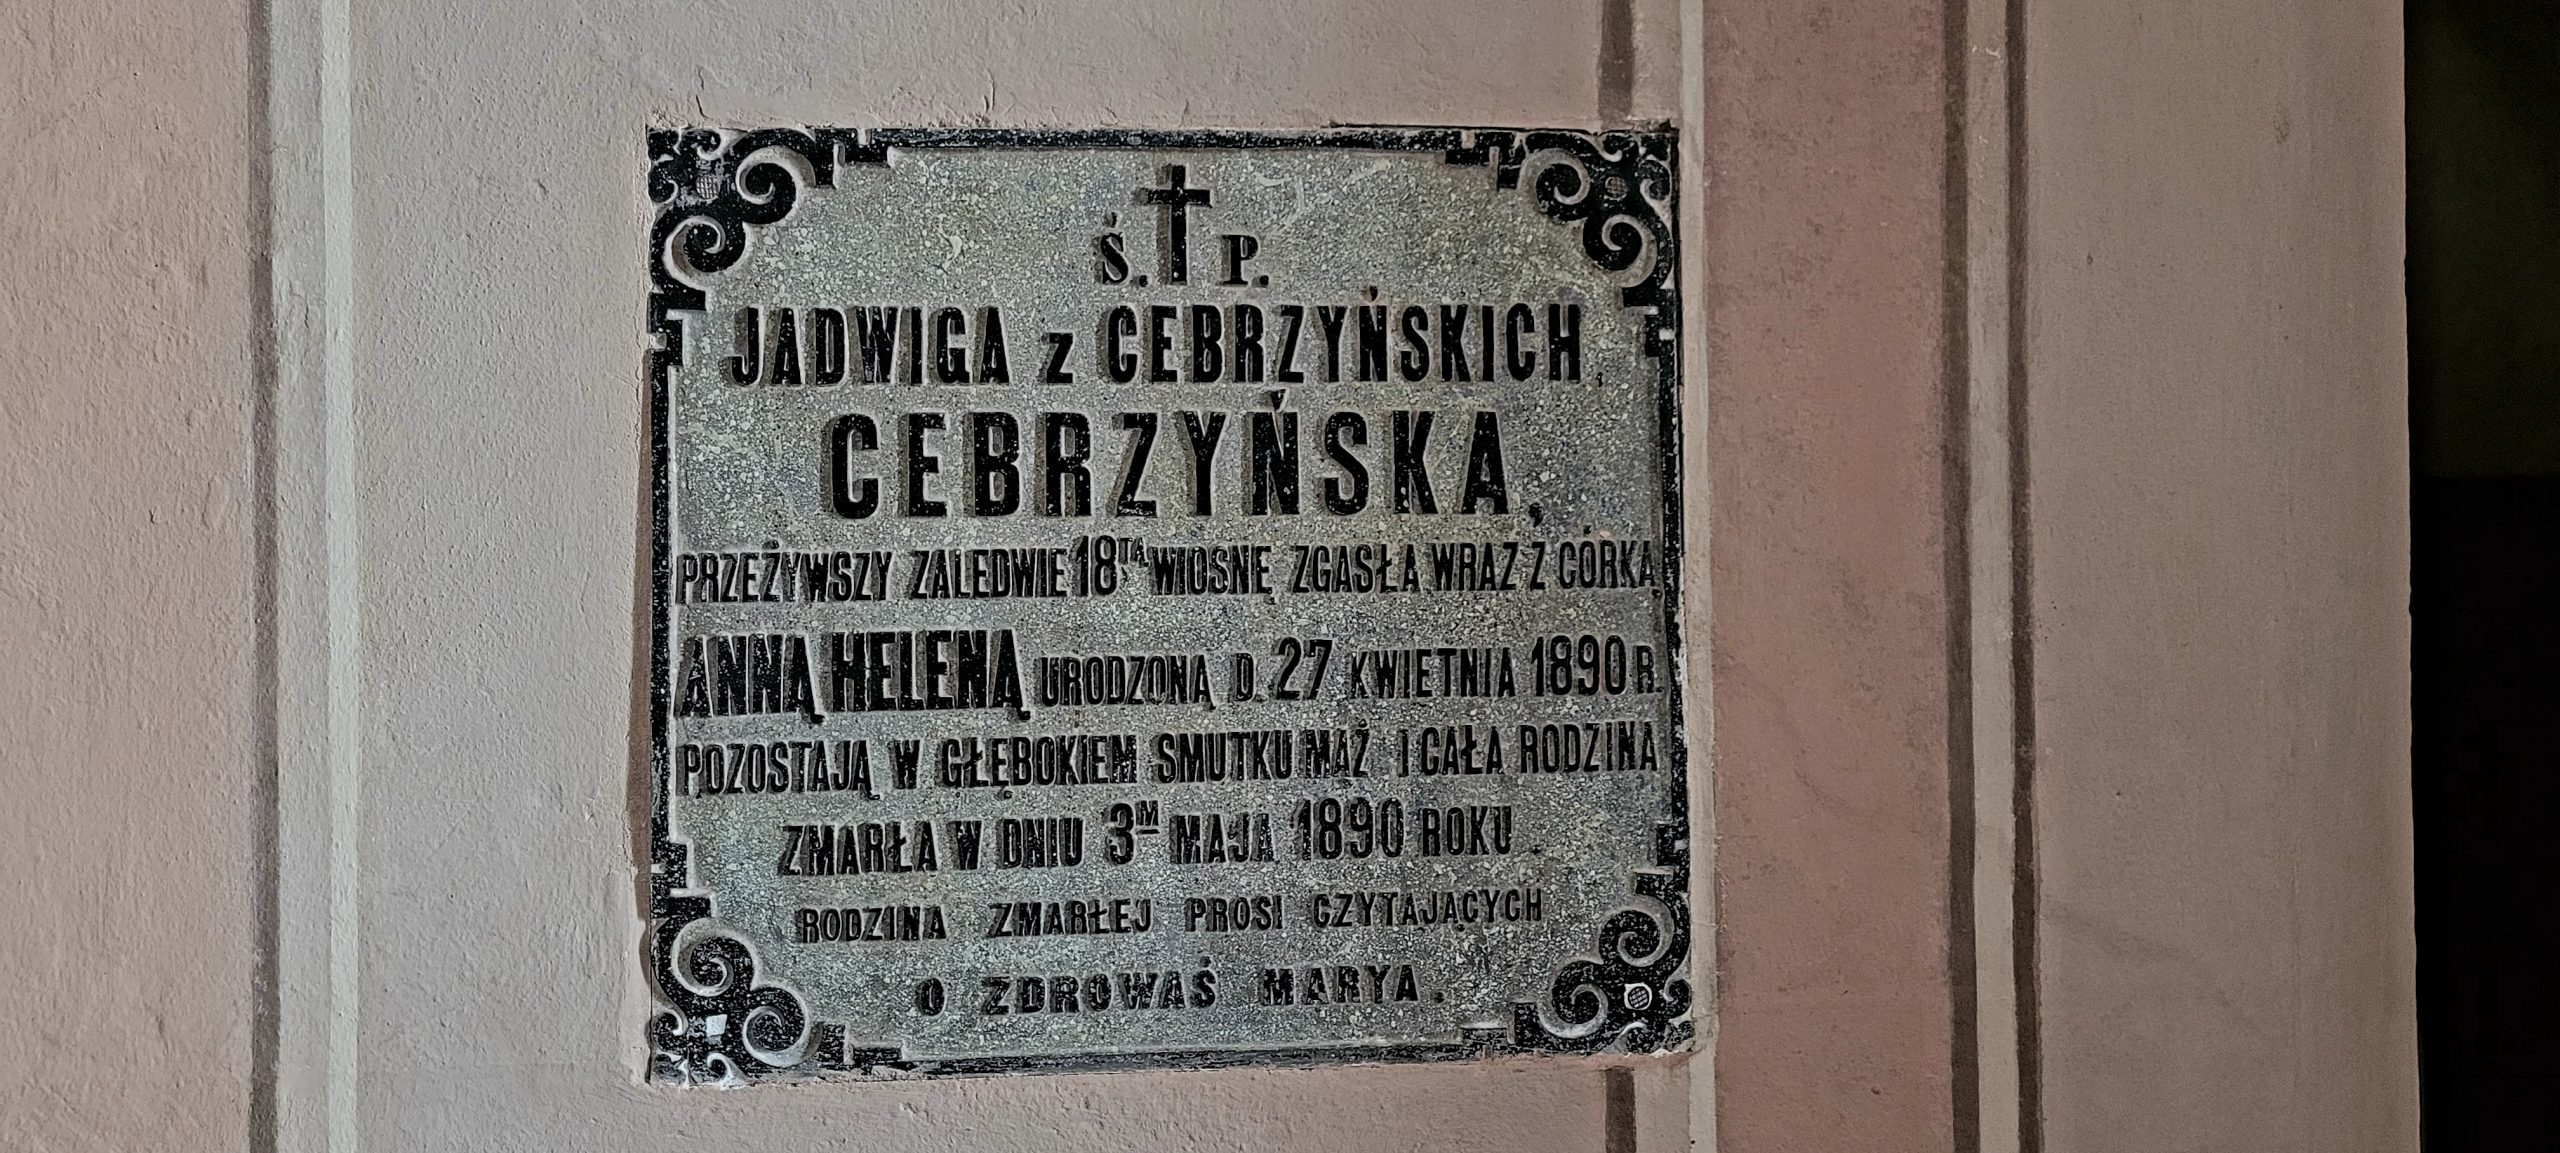 Ś. P.
JADWIGA z CEBRZYŃSKICH,
CEBRZYŃSKA,
PRZEŻYWSZY ZALEDWIE 18TĄ WIOSNĘ ZGASŁA WRAZ Z CÓRKĄ,
ANNĄ HELENĄ URODZONĄ D. 27 KWIETNIA 1890 R.
POZOSTAJĄ W GŁĘBOKIEM SMUTKU MĄŻ I CAŁA RODZINA
ZMARŁA W DNIU 3M MAJA 1890 ROKU.
RODZINA ZMARŁEJ PROSI CZYTAJĄCYCH
O ZDROWAŚ MARYA.